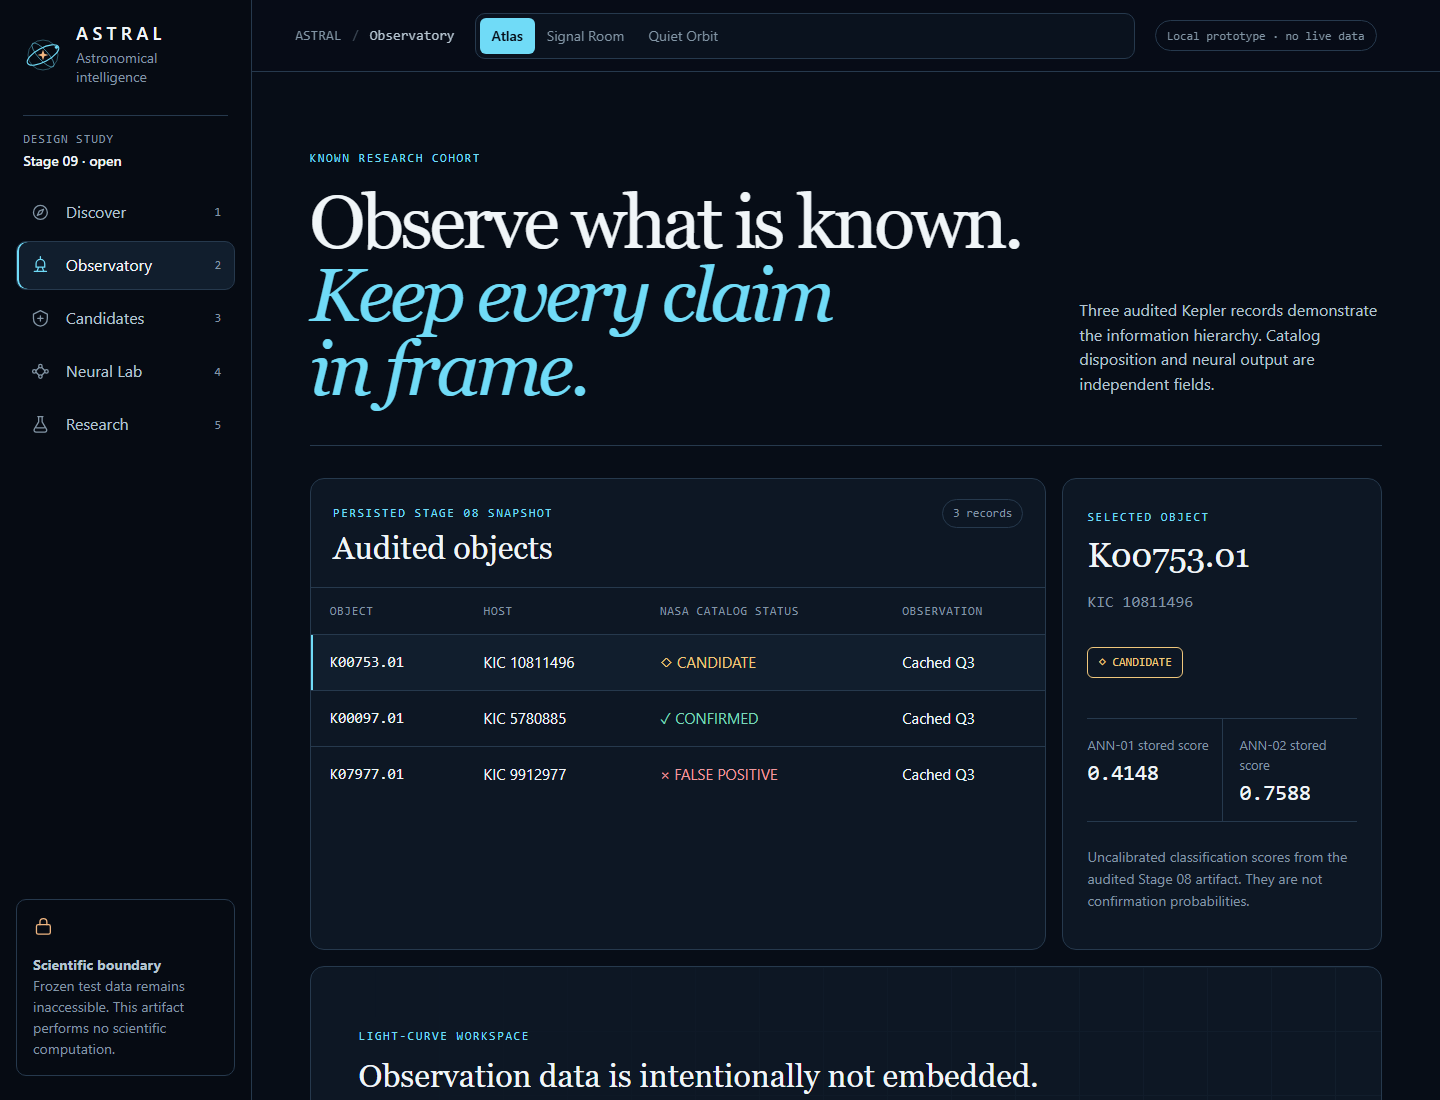 ASTRAL
Astronomical
intelligence
DESIGN STUDY
Stage 09 · open
Discover 1
Observatory 2
Candidates 3
Neural Lab 4
Research 5
Scientific boundary
Frozen test data remains
inaccessible. This artifact
performs no scientific
computation.
ASTRAL / Observatory
Atlas Signal Room Quiet Orbit
Local prototype · no live data
KNOWN RESEARCH COHORT
Observe what is known.
Keep every claim
in frame.
Three audited Kepler records demonstrate
the information hierarchy. Catalog
disposition and neural output are
independent fields.
PERSISTED STAGE 08 SNAPSHOT
3 records
Audited objects
OBJECT HOST NASA CATALOG STATUS OBSERVATION
K00753.01 KIC 10811496 ◇ CANDIDATE Cached Q3
K00097.01 KIC 5780885 ✓ CONFIRMED Cached Q3
K07977.01 KIC 9912977 × FALSE POSITIVE Cached Q3
SELECTED OBJECT
K00753.01
KIC 10811496
◇ CANDIDATE
ANN-01 stored score
0.4148
ANN-02 stored
score
0.7588
Uncalibrated classification scores from the
audited Stage 08 artifact. They are not
confirmation probabilities.
LIGHT-CURVE WORKSPACE
Observation data is intentionally not embedded.